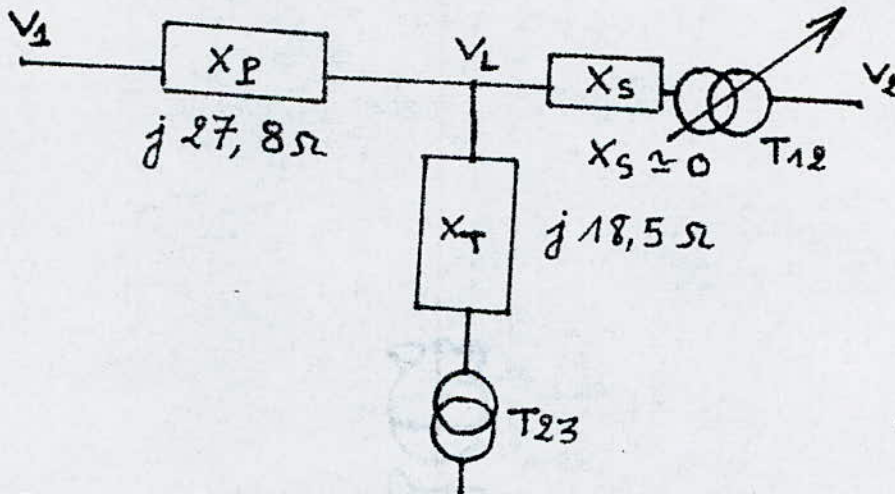 V1
XP
VL
XS
V2
j 27,8 Ω
XS ≃ 0
T12
XT
j 18,5 Ω
T23